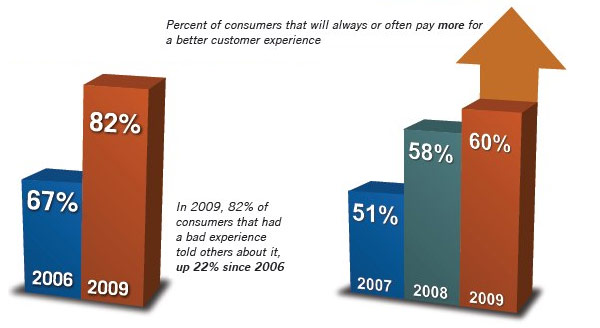 Percent of consumers that will always or often pay more for
a better customer experience
82%
67%
2006
2009
In 2009, 82% of
consumers that had
a bad experience
told others about it,
up 22% since 2006
51%
58%
60%
2007
2008
2009